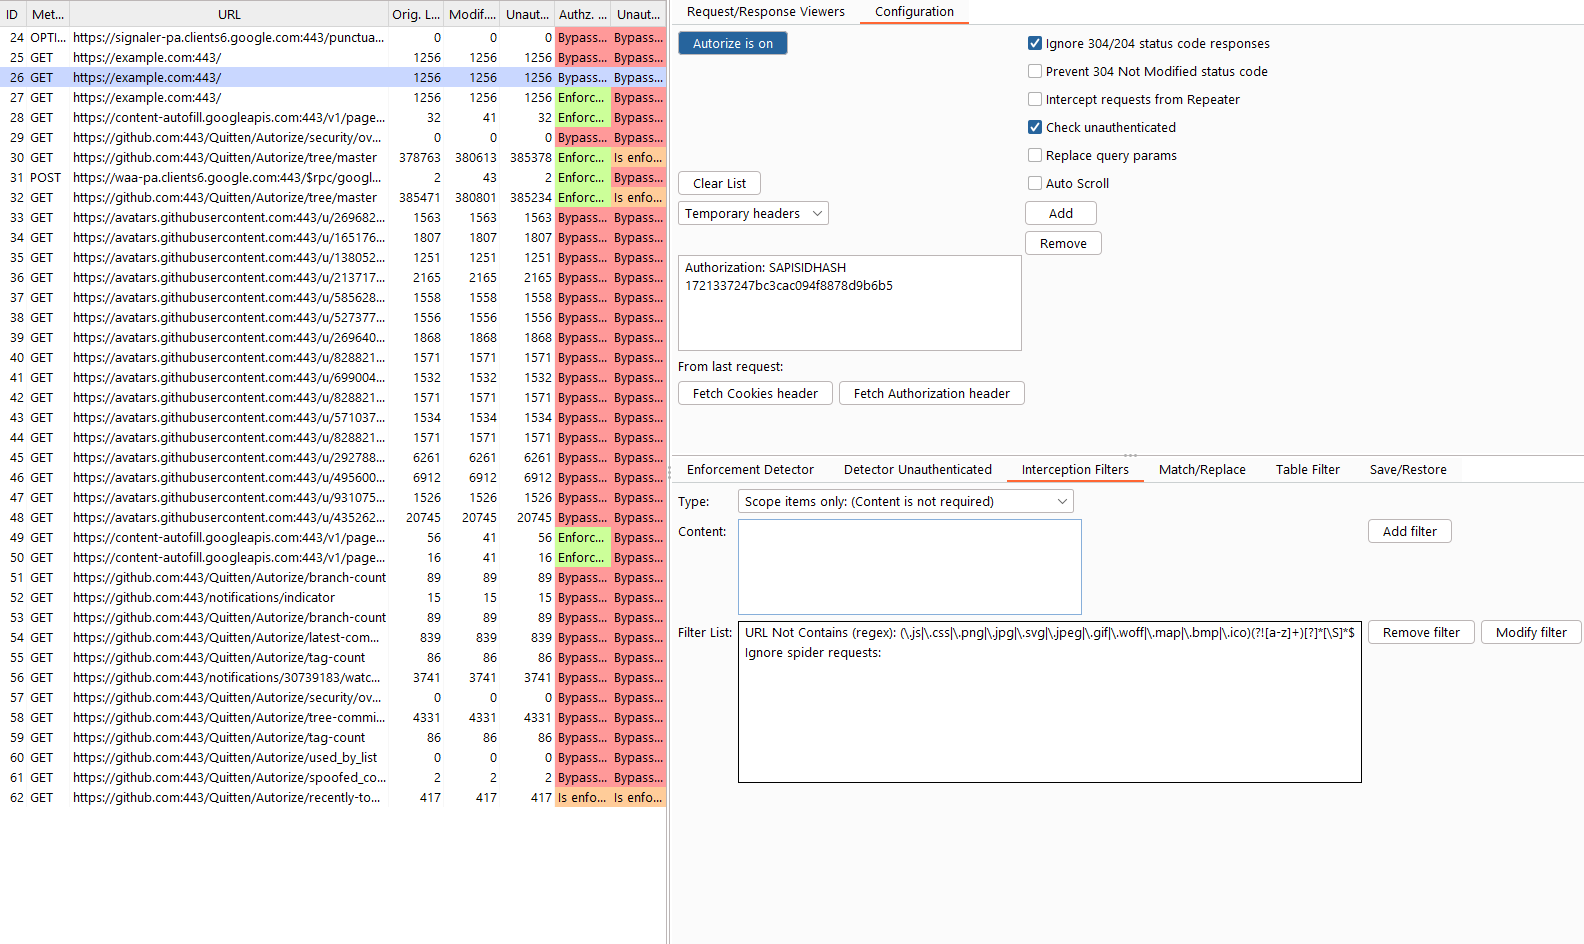 ID Met... URL Orig. L... Modif.... Unaut... Authz. ... Unaut...
24 OPTI... https://signaler-pa.clients6.google.com:443/punctua... 0 0 0 Bypass... Bypass...
25 GET https://example.com:443/ 1256 1256 1256 Bypass... Bypass...
26 GET https://example.com:443/ 1256 1256 1256 Bypass... Bypass...
27 GET https://example.com:443/ 1256 1256 1256 Enforc... Bypass...
28 GET https://content-autofill.googleapis.com:443/v1/page... 32 41 32 Enforc... Bypass...
29 GET https://github.com:443/Quitten/Autorize/security/ov... 0 0 0 Bypass... Bypass...
30 GET https://github.com:443/Quitten/Autorize/tree/master 378763 380613 385378 Enforc... Is enfo...
31 POST https://waa-pa.clients6.google.com:443/$rpc/googl... 2 43 2 Enforc... Bypass...
32 GET https://github.com:443/Quitten/Autorize/tree/master 385471 380801 385234 Enforc... Is enfo...
33 GET https://avatars.githubusercontent.com:443/u/269682... 1563 1563 1563 Bypass... Bypass...
34 GET https://avatars.githubusercontent.com:443/u/165176... 1807 1807 1807 Bypass... Bypass...
35 GET https://avatars.githubusercontent.com:443/u/138052... 1251 1251 1251 Bypass... Bypass...
36 GET https://avatars.githubusercontent.com:443/u/213717... 2165 2165 2165 Bypass... Bypass...
37 GET https://avatars.githubusercontent.com:443/u/585628... 1558 1558 1558 Bypass... Bypass...
38 GET https://avatars.githubusercontent.com:443/u/527377... 1556 1556 1556 Bypass... Bypass...
39 GET https://avatars.githubusercontent.com:443/u/269640... 1868 1868 1868 Bypass... Bypass...
40 GET https://avatars.githubusercontent.com:443/u/828821... 1571 1571 1571 Bypass... Bypass...
41 GET https://avatars.githubusercontent.com:443/u/699004... 1532 1532 1532 Bypass... Bypass...
42 GET https://avatars.githubusercontent.com:443/u/828821... 1571 1571 1571 Bypass... Bypass...
43 GET https://avatars.githubusercontent.com:443/u/571037... 1534 1534 1534 Bypass... Bypass...
44 GET https://avatars.githubusercontent.com:443/u/828821... 1571 1571 1571 Bypass... Bypass...
45 GET https://avatars.githubusercontent.com:443/u/292788... 6261 6261 6261 Bypass... Bypass...
46 GET https://avatars.githubusercontent.com:443/u/495600... 6912 6912 6912 Bypass... Bypass...
47 GET https://avatars.githubusercontent.com:443/u/931075... 1526 1526 1526 Bypass... Bypass...
48 GET https://avatars.githubusercontent.com:443/u/435262... 20745 20745 20745 Bypass... Bypass...
49 GET https://content-autofill.googleapis.com:443/v1/page... 56 41 56 Enforc... Bypass...
50 GET https://content-autofill.googleapis.com:443/v1/page... 16 41 16 Enforc... Bypass...
51 GET https://github.com:443/Quitten/Autorize/branch-count 89 89 89 Bypass... Bypass...
52 GET https://github.com:443/notifications/indicator 15 15 15 Bypass... Bypass...
53 GET https://github.com:443/Quitten/Autorize/branch-count 89 89 89 Bypass... Bypass...
54 GET https://github.com:443/Quitten/Autorize/latest-com... 839 839 839 Bypass... Bypass...
55 GET https://github.com:443/Quitten/Autorize/tag-count 86 86 86 Bypass... Bypass...
56 GET https://github.com:443/notifications/30739183/watc... 3741 3741 3741 Bypass... Bypass...
57 GET https://github.com:443/Quitten/Autorize/security/ov... 0 0 0 Bypass... Bypass...
58 GET https://github.com:443/Quitten/Autorize/tree-commi... 4331 4331 4331 Bypass... Bypass...
59 GET https://github.com:443/Quitten/Autorize/tag-count 86 86 86 Bypass... Bypass...
60 GET https://github.com:443/Quitten/Autorize/used_by_list 0 0 0 Bypass... Bypass...
61 GET https://github.com:443/Quitten/Autorize/spoofed_co... 2 2 2 Bypass... Bypass...
62 GET https://github.com:443/Quitten/Autorize/recently-to... 417 417 417 Is enfo... Is enfo...
Request/Response Viewers Configuration
Autorize is on
Ignore 304/204 status code responses
Prevent 304 Not Modified status code
Intercept requests from Repeater
Check unauthenticated
Replace query params
Clear List
Auto Scroll
Temporary headers
Add
Remove
Authorization: SAPISIDHASH
1721337247bc3cac094f8878d9b6b5
From last request:
Fetch Cookies header Fetch Authorization header
Enforcement Detector Detector Unauthenticated Interception Filters Match/Replace Table Filter Save/Restore
Type: Scope items only: (Content is not required)
Content: Add filter
Filter List: URL Not Contains (regex): (\.js|\.css|\.png|\.jpg|\.svg|\.jpeg|\.gif|\.woff|\.map|\.bmp|\.ico)(?![a-z]+)[?]*[\S]*$ Remove filter Modify filter
Ignore spider requests: